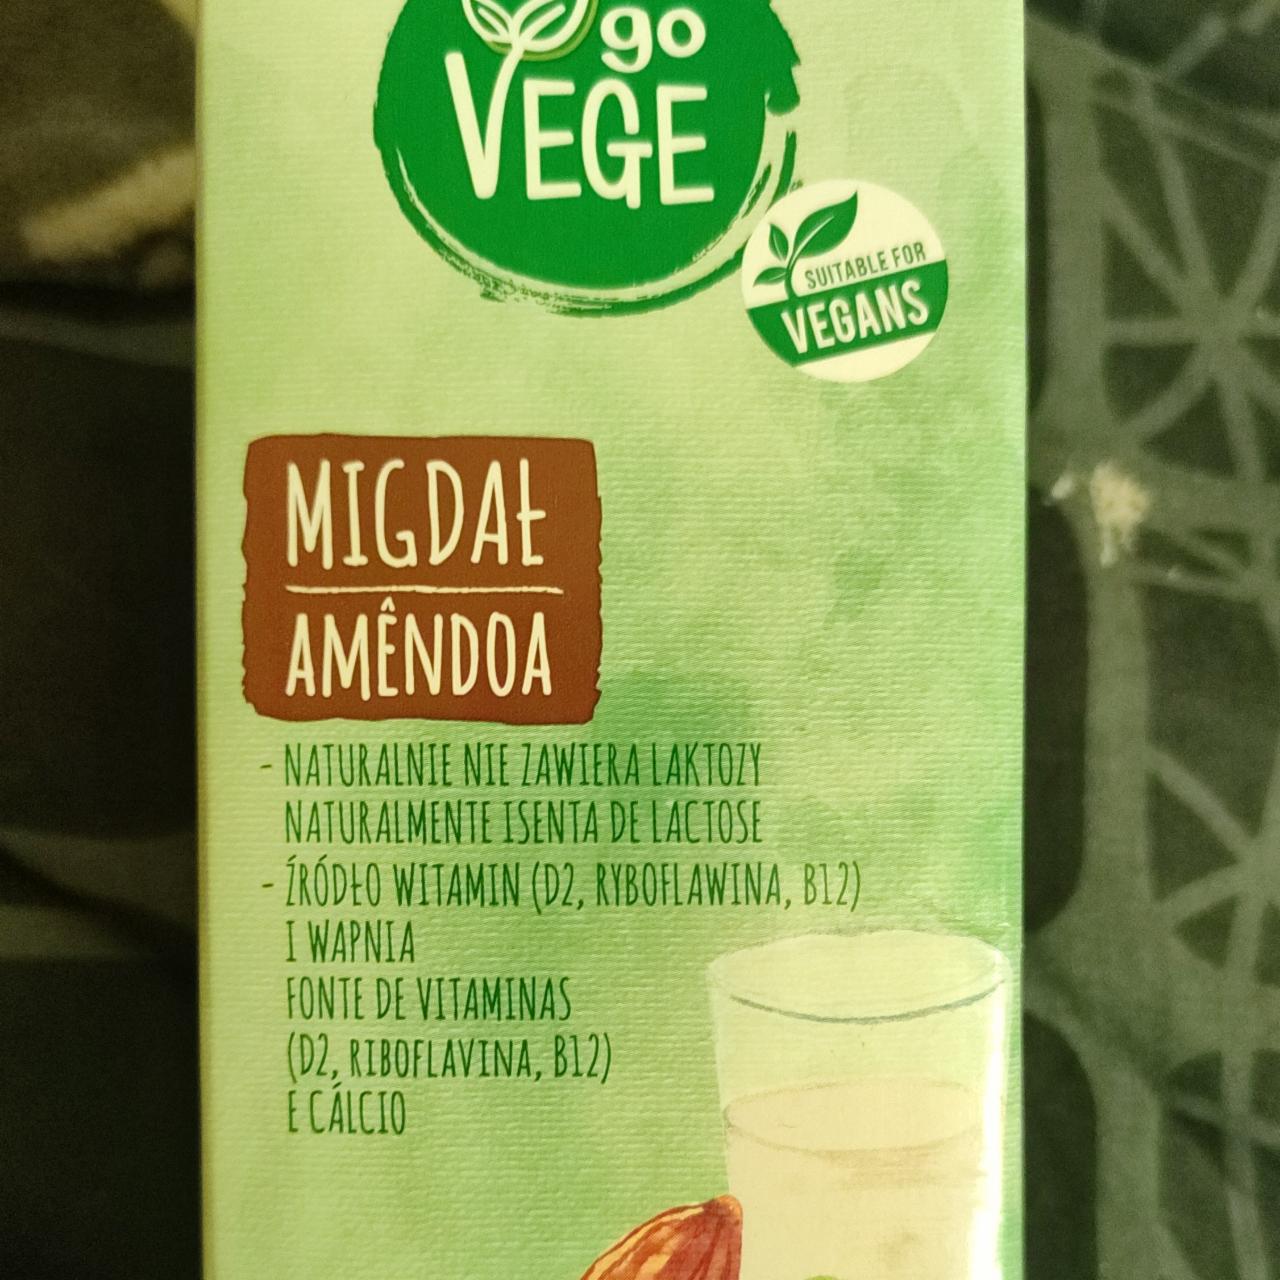 go
VEGE
SUITABLE FOR
VEGANS
MIGDAŁ
AMÊNDOA
- NATURALNIE NIE ZAWIERA LAKTOZY
NATURALMENTE ISENTA DE LACTOSE
- ŹRÓDŁO WITAMIN (D2, RYBOFLAWINA, B12)
I WAPNIA
FONTE DE VITAMINAS
(D2, RIBOFLAVINA, B12)
E CÁLCIO